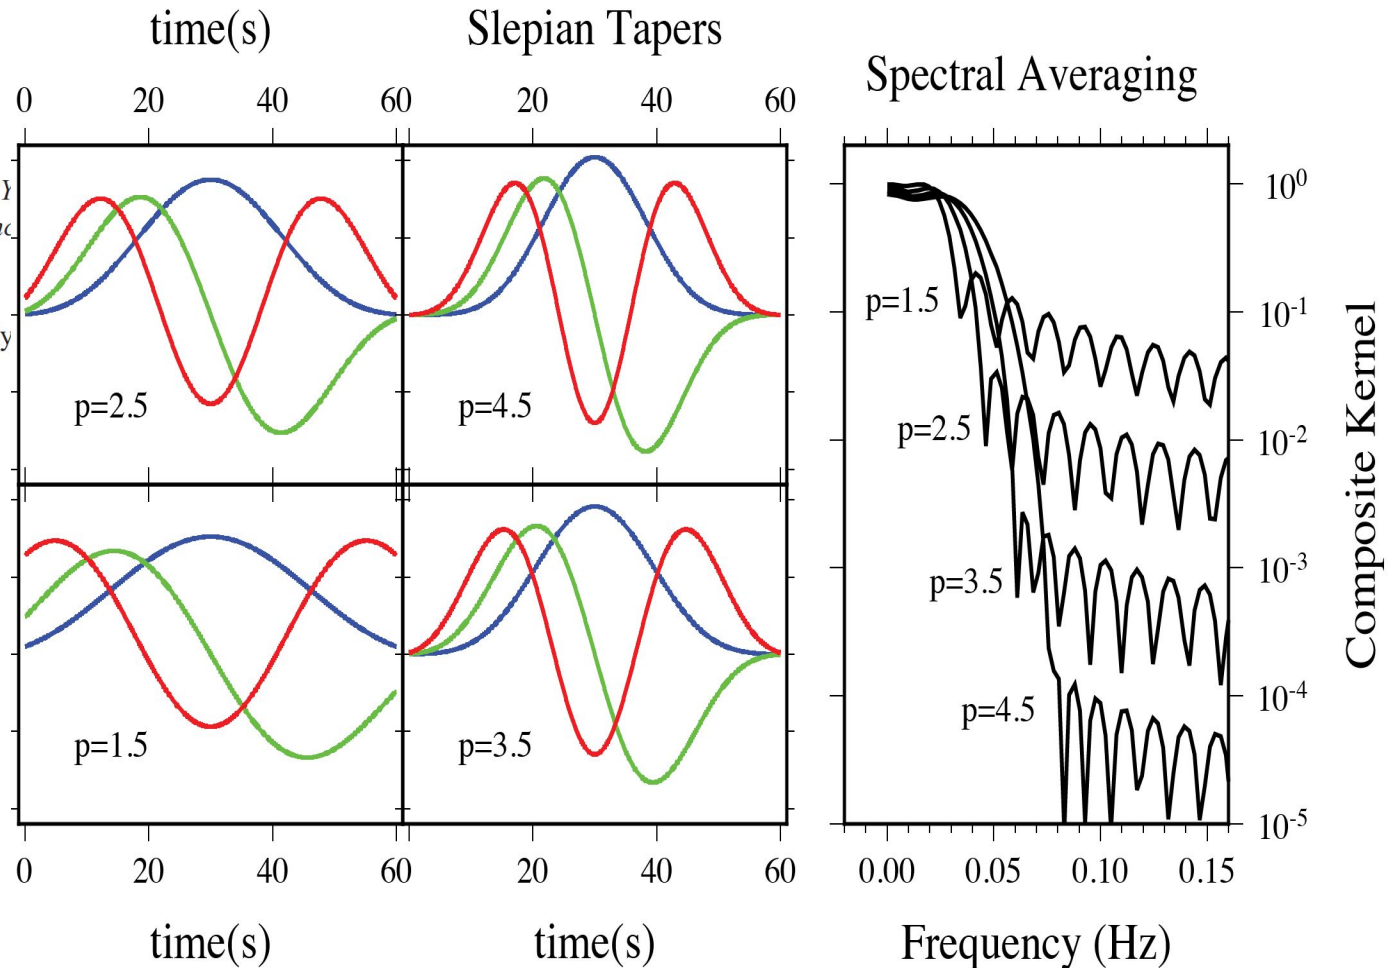 time(s) Slepian Tapers
Spectral Averaging
0 20 40 60 20 40 60
Y
y
p=2.5 p=4.5
p=1.5 p=3.5
0 20 40 60 20 40 60
time(s) time(s)
p=1.5
p=2.5
p=3.5
p=4.5
10⁰
10⁻¹
10⁻²
10⁻³
10⁻⁴
10⁻⁵
Composite Kernel
0.00 0.05 0.10 0.15
Frequency (Hz)